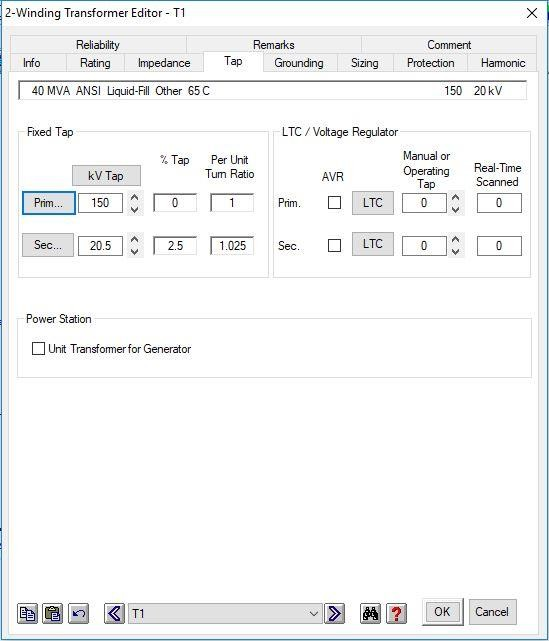 2-Winding Transformer Editor - T1
Reliability Remarks Comment
Info Rating Impedance Tap Grounding Sizing Protection Harmonic
40 MVA ANSI Liquid-Fill Other 65 C 150 20 kV
Fixed Tap
kV Tap % Tap Per Unit
Turn Ratio
Prim... 150 0 1
Sec... 20.5 2.5 1.025
LTC / Voltage Regulator
AVR Manual or
Operating
Tap Real-Time
Scanned
Prim. LTC 0 0
Sec. LTC 0 0
Power Station
Unit Transformer for Generator
T1 ? OK Cancel